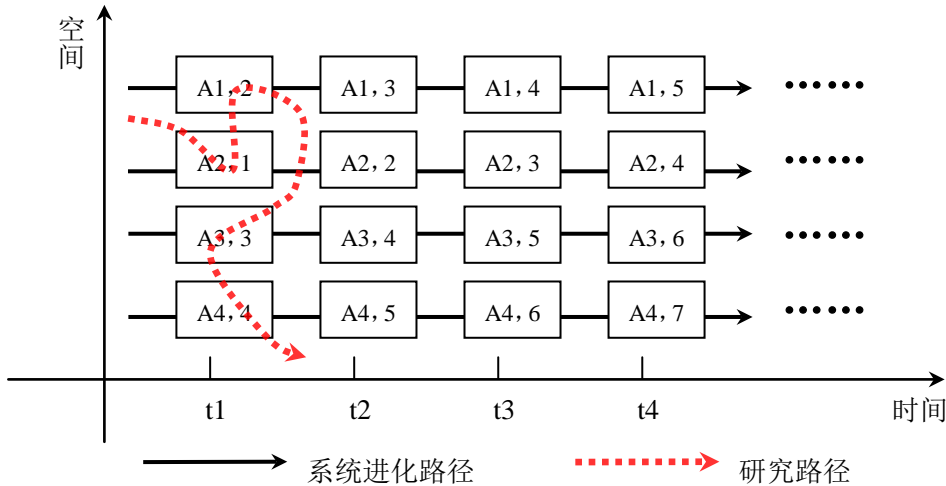 空
间
A1，2 A1，3 A1，4 A1，5 ……
A2，1 A2，2 A2，3 A2，4 ……
A3，3 A3，4 A3，5 A3，6 ……
A4，4 A4，5 A4，6 A4，7 ……
t1 t2 t3 t4 时间
系统进化路径 研究路径